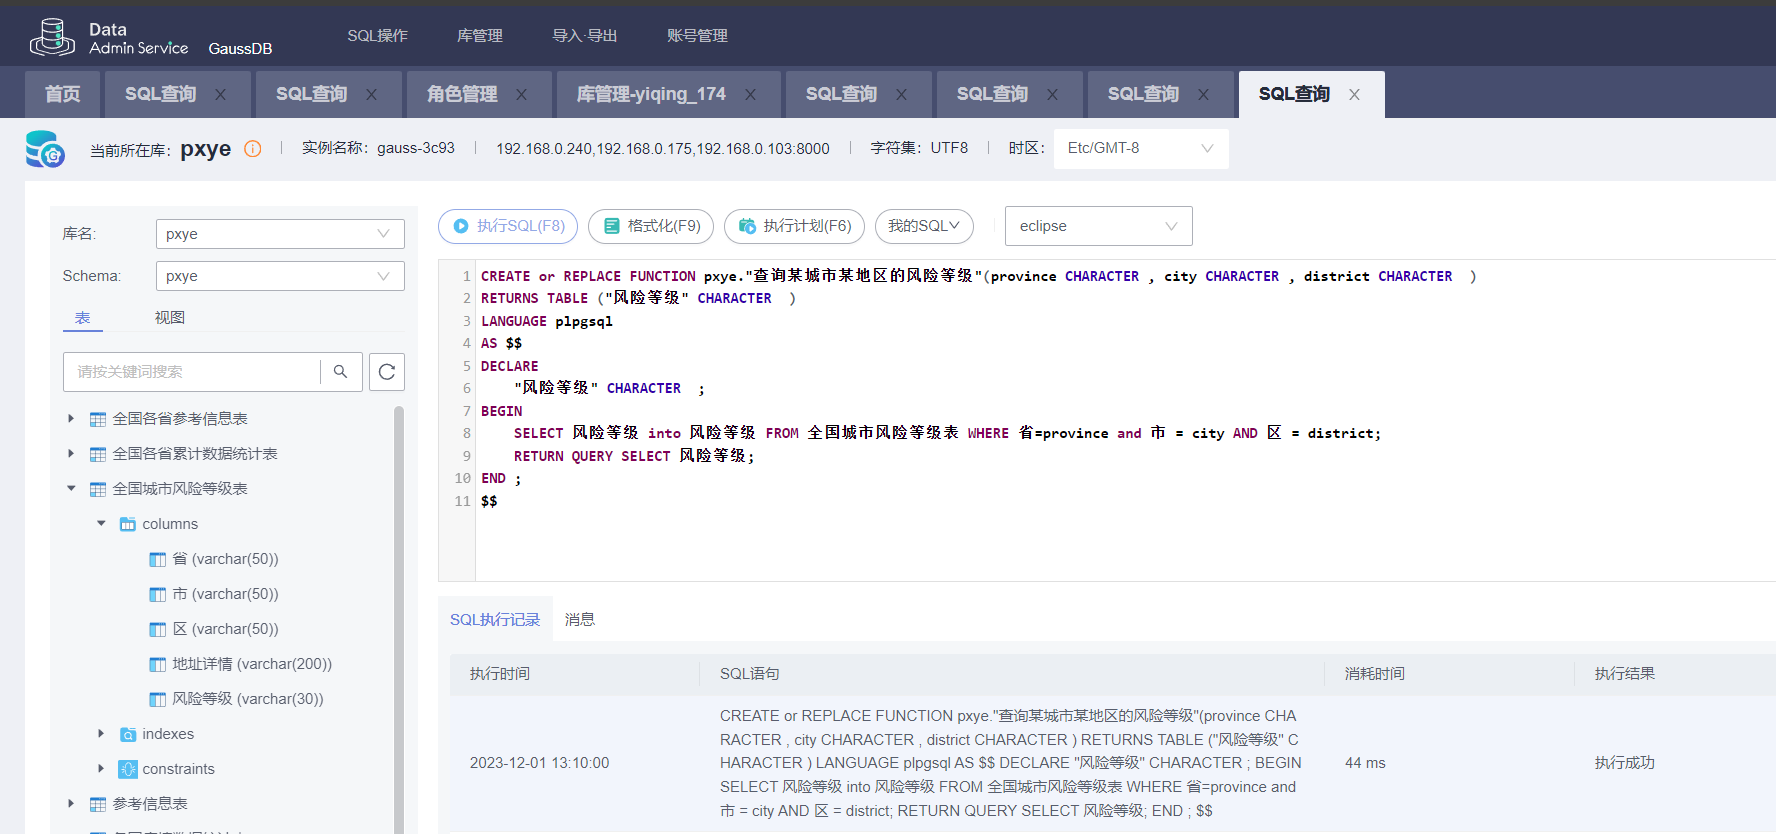 Data
Admin Service GaussDB SQL操作 库管理 导入·导出 账号管理
首页 SQL查询 SQL查询 角色管理 库管理-yiqing_174 SQL查询 SQL查询 SQL查询 SQL查询
当前所在库: pxye 实例名称: gauss-3c93 192.168.0.240,192.168.0.175,192.168.0.103:8000 字符集: UTF8 时区: Etc/GMT-8
库名: pxye
Schema: pxye
表 视图
请按关键词搜索
全国各省参考信息表
全国各省累计数据统计表
全国城市风险等级表
columns
省 (varchar(50))
市 (varchar(50))
区 (varchar(50))
地址详情 (varchar(200))
风险等级 (varchar(30))
indexes
constraints
参考信息表
执行SQL(F8) 格式化(F9) 执行计划(F6) 我的SQL eclipse
1 CREATE or REPLACE FUNCTION pxye."查询某城市某地区的风险等级"(province CHARACTER , city CHARACTER , district CHARACTER )
2 RETURNS TABLE ("风险等级" CHARACTER )
3 LANGUAGE plpgsql
4 AS $$
5 DECLARE
6 "风险等级" CHARACTER ;
7 BEGIN
8 SELECT 风险等级 into 风险等级 FROM 全国城市风险等级表 WHERE 省=province and 市 = city AND 区 = district;
9 RETURN QUERY SELECT 风险等级;
10 END ;
11 $$
SQL执行记录 消息
执行时间 SQL语句 消耗时间 执行结果
CREATE or REPLACE FUNCTION pxye."查询某城市某地区的风险等级"(province CHA
RACTER , city CHARACTER , district CHARACTER ) RETURNS TABLE ("风险等级" C
2023-12-01 13:10:00 HARACTER ) LANGUAGE plpgsql AS $$ DECLARE "风险等级" CHARACTER ; BEGIN 44 ms 执行成功
SELECT 风险等级 into 风险等级 FROM 全国城市风险等级表 WHERE 省=province and
市 = city AND 区 = district; RETURN QUERY SELECT 风险等级; END ; $$